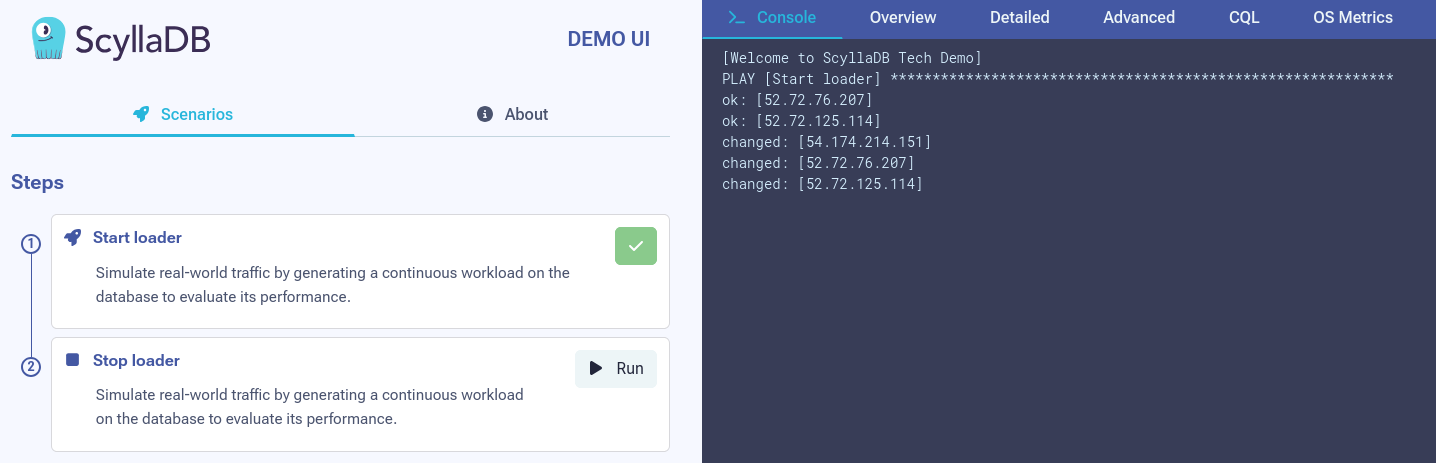 ScyllaDB
DEMO UI
Scenarios
About
Steps
1
Start loader
Simulate real-world traffic by generating a continuous workload on the
database to evaluate its performance.
2
Stop loader
Run
Simulate real-world traffic by generating a continuous workload
on the database to evaluate its performance.
Console
Overview
Detailed
Advanced
CQL
OS Metrics
[Welcome to ScyllaDB Tech Demo]
PLAY [Start loader] ************************************************************
ok: [52.72.76.207]
ok: [52.72.125.114]
changed: [54.174.214.151]
changed: [52.72.76.207]
changed: [52.72.125.114]